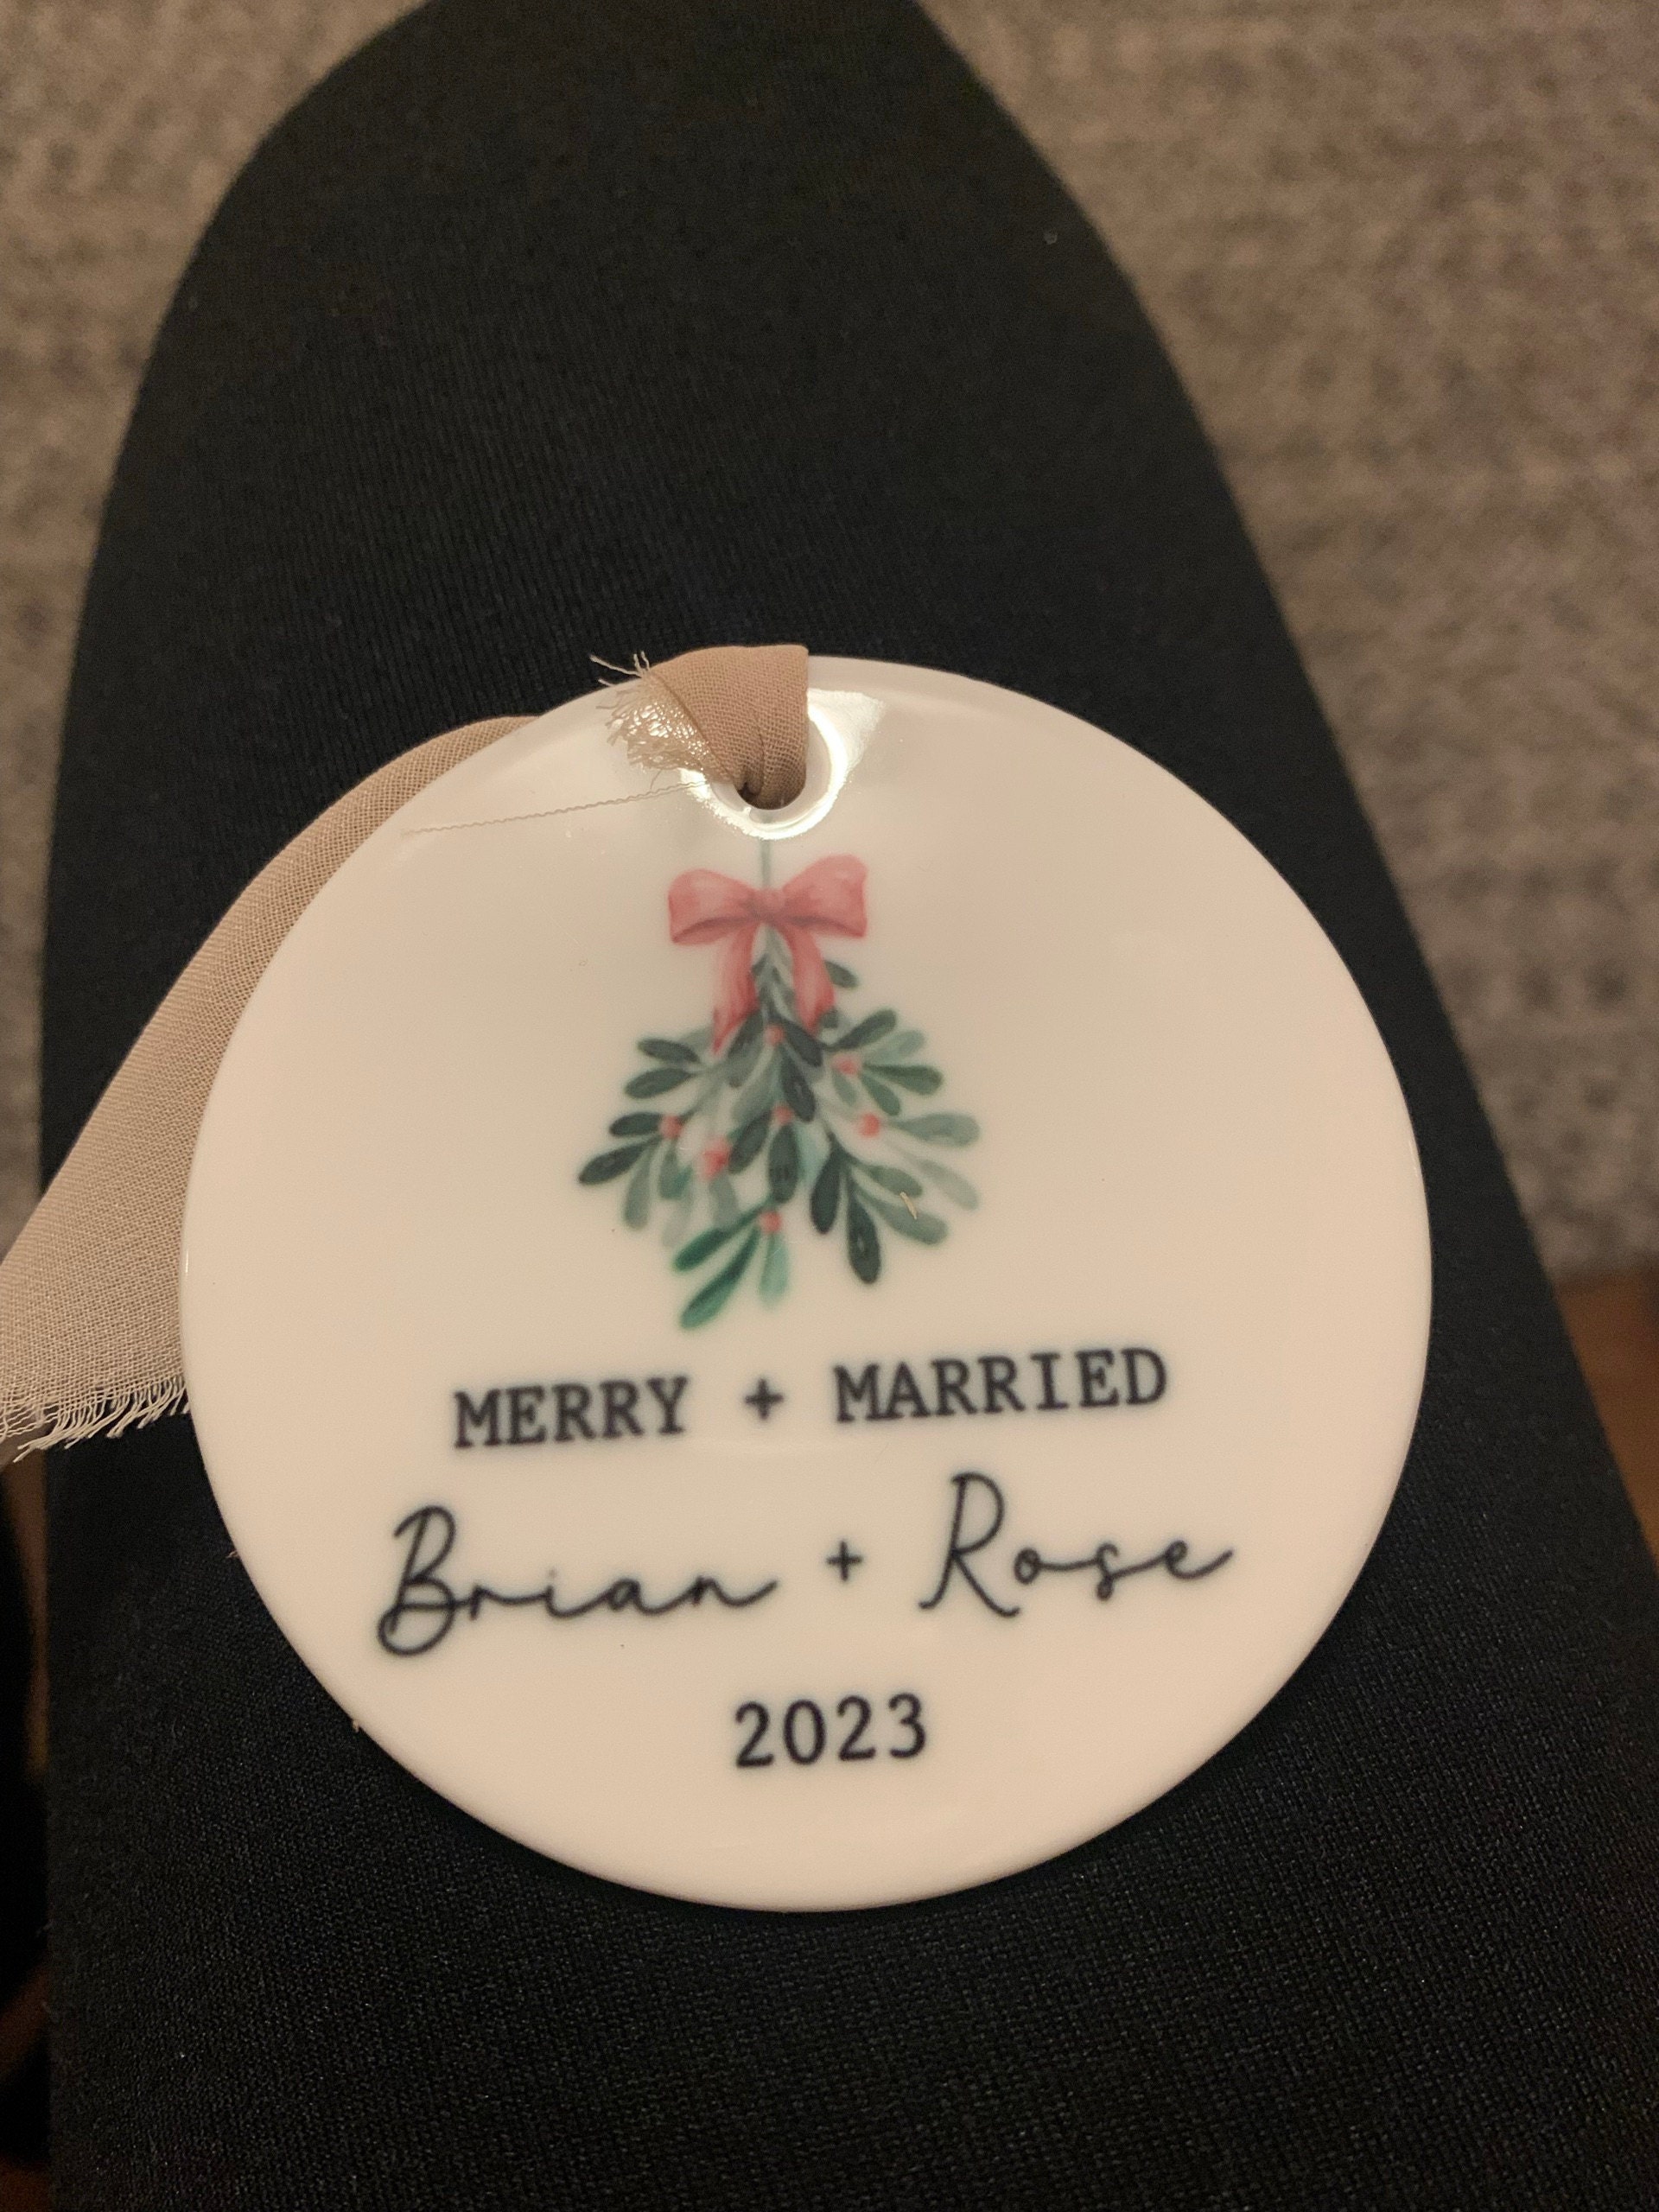 MERRY + MARRIED
Brian + Rose
2023